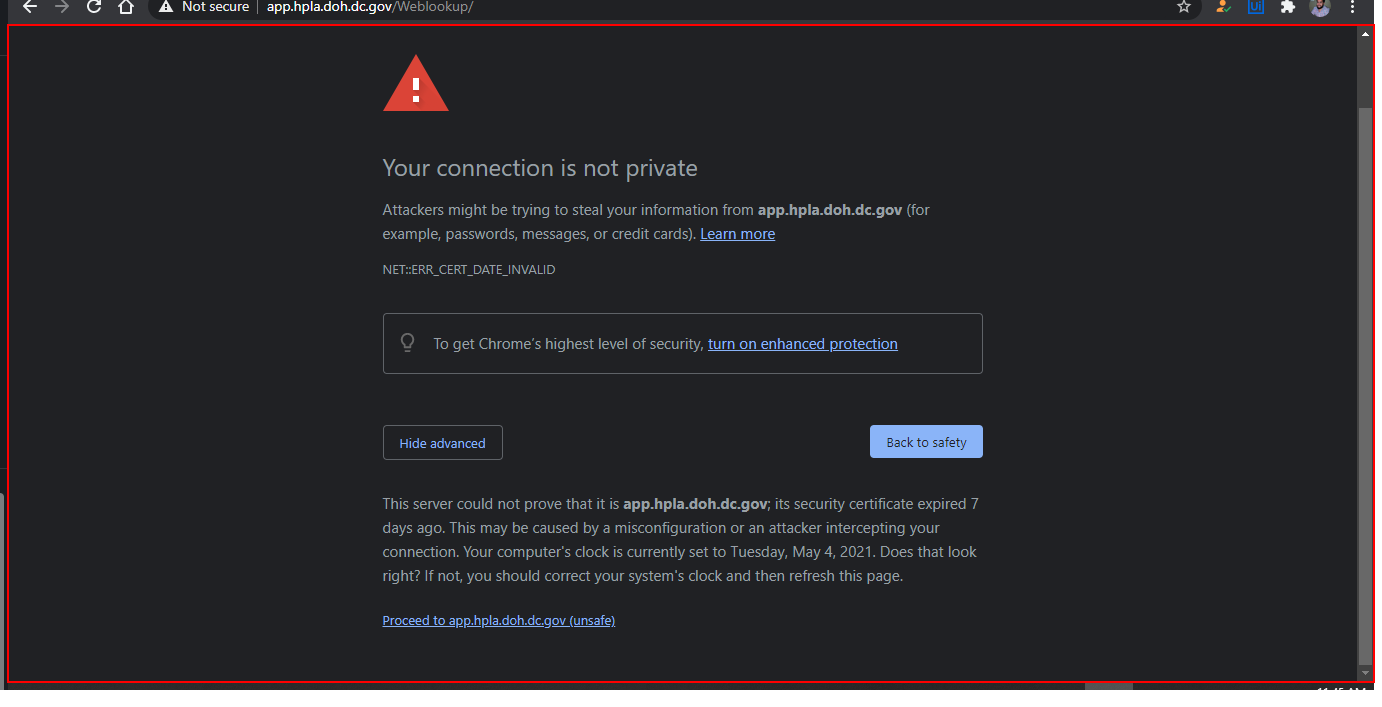 Not secure app.hpla.doh.dc.gov/Weblookup/
Your connection is not private
Attackers might be trying to steal your information from app.hpla.doh.dc.gov (for
example, passwords, messages, or credit cards). Learn more
NET::ERR_CERT_DATE_INVALID
To get Chrome's highest level of security, turn on enhanced protection
Hide advanced
Back to safety
This server could not prove that it is app.hpla.doh.dc.gov; its security certificate expired 7
days ago. This may be caused by a misconfiguration or an attacker intercepting your
connection. Your computer's clock is currently set to Tuesday, May 4, 2021. Does that look
right? If not, you should correct your system's clock and then refresh this page.
Proceed to app.hpla.doh.dc.gov (unsafe)